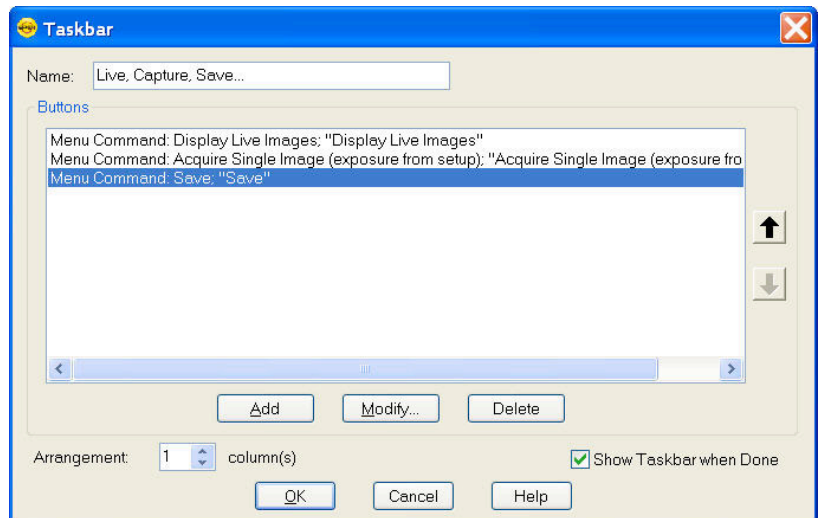 Taskbar
Name: Live, Capture, Save...
Buttons
Menu Command: Display Live Images; "Display Live Images"
Menu Command: Acquire Single Image (exposure from setup); "Acquire Single Image (exposure fro
Menu Command: Save; "Save"
Add Modify... Delete
Arrangement: 1 column(s) Show Taskbar when Done
OK Cancel Help